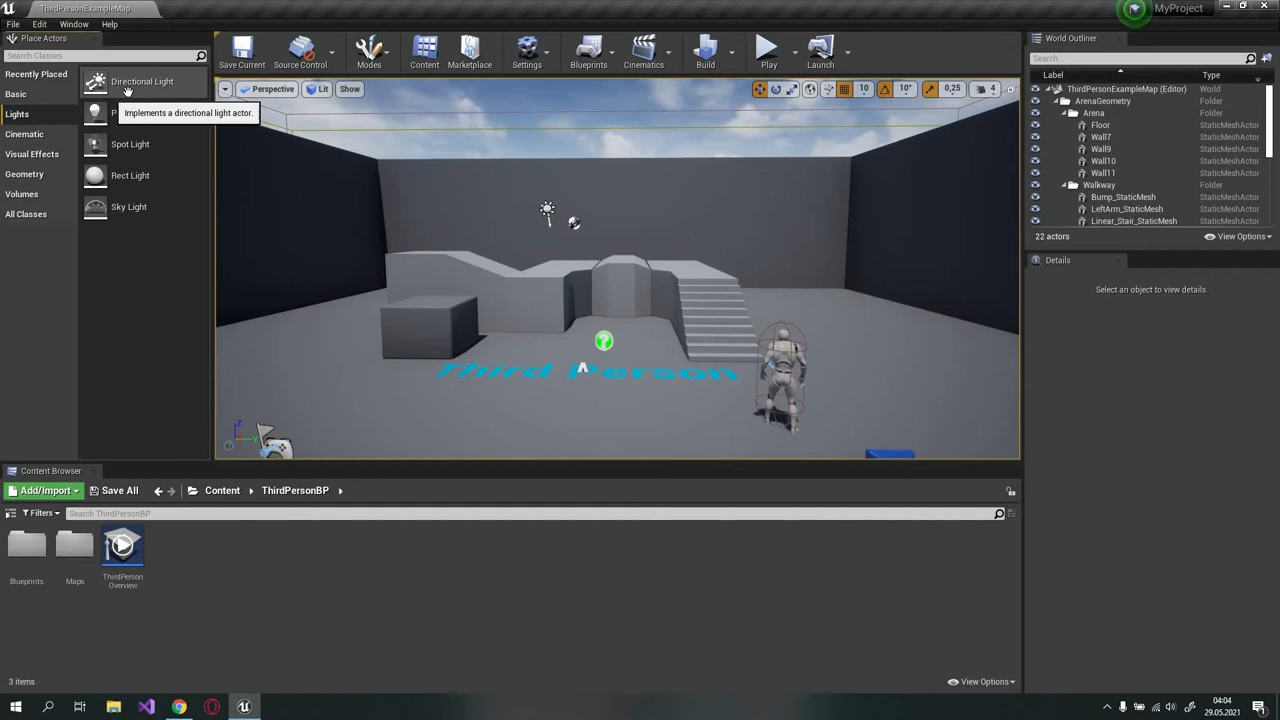 ThirdPersonExampleMap
MyProject
File Edit Window Help
Place Actors
Search Classes
Recently Placed
Basic
Lights
Cinematic
Visual Effects
Geometry
Volumes
All Classes
Directional Light
P
Implements a directional light actor.
Spot Light
Rect Light
Sky Light
Save Current
Source Control
Modes
Content
Marketplace
Settings
Blueprints
Cinematics
Build
Play
Launch
Perspective
Lit
Show
10
10°
0,25
4
Third Person
Z
Y
World Outliner
Search...
Label
Type
ThirdPersonExampleMap (Editor) World
ArenaGeometry Folder
Arena Folder
Floor StaticMeshActor
Wall7 StaticMeshActor
Wall9 StaticMeshActor
Wall10 StaticMeshActor
Wall11 StaticMeshActor
Walkway Folder
Bump_StaticMesh StaticMeshActor
LeftArm_StaticMesh StaticMeshActor
Linear_Stair_StaticMesh StaticMeshActor
22 actors
View Options
Details
Select an object to view details.
Content Browser
Add/Import
Save All
Content
ThirdPersonBP
Filters
Search ThirdPersonBP
Blueprints
Maps
ThirdPerson
Overview
3 items
View Options
04:04
29.05.2021
1